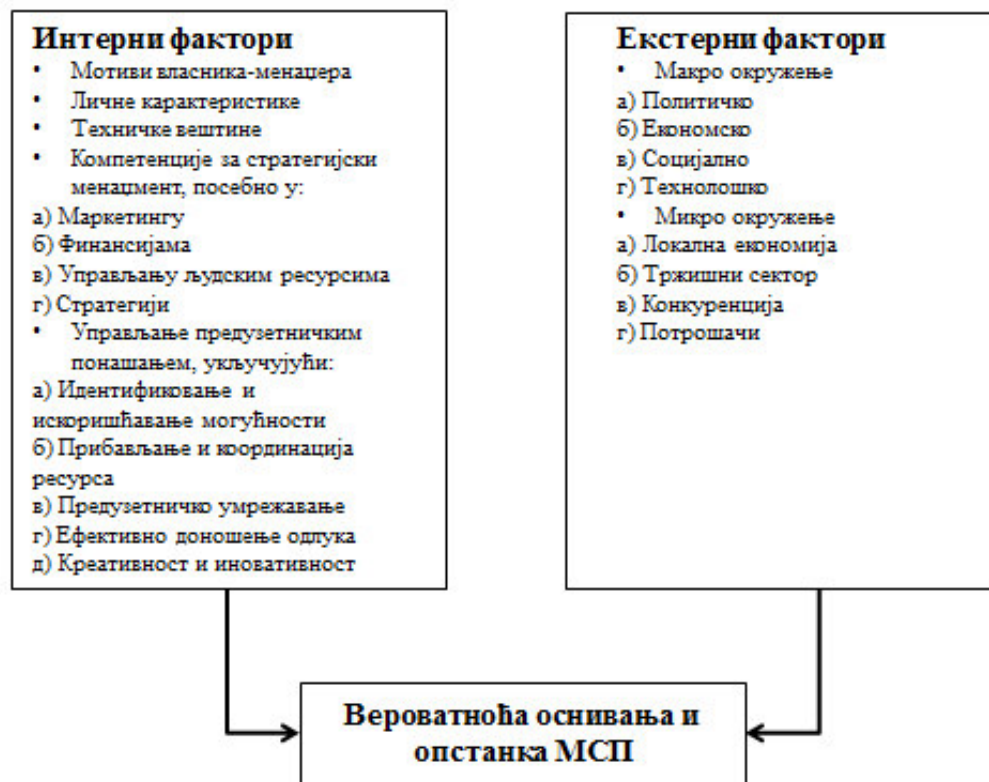 Интерни фактори
• Мотиви власника-менаџера
• Личне карактеристике
• Техничке вештине
• Компетенције за стратегијски
менаџмент, посебно у:
а) Маркетингу
б) Финансијама
в) Управљању људским ресурсима
г) Стратегији
• Управљање предузетничким
понашањем, укључујући:
а) Идентификовање и
искоришћавање могућности
б) Прибављање и координација
ресурса
в) Предузетничко умрежавање
г) Ефективно доношење одлука
д) Креативност и иновативност
Екстерни фактори
• Макро окружење
а) Политичко
б) Економско
в) Социјално
г) Технолошко
• Микро окружење
а) Локална економија
б) Тржишни сектор
в) Конкуренција
г) Потрошачи
Вероватноћа оснивања и
опстанка МСП